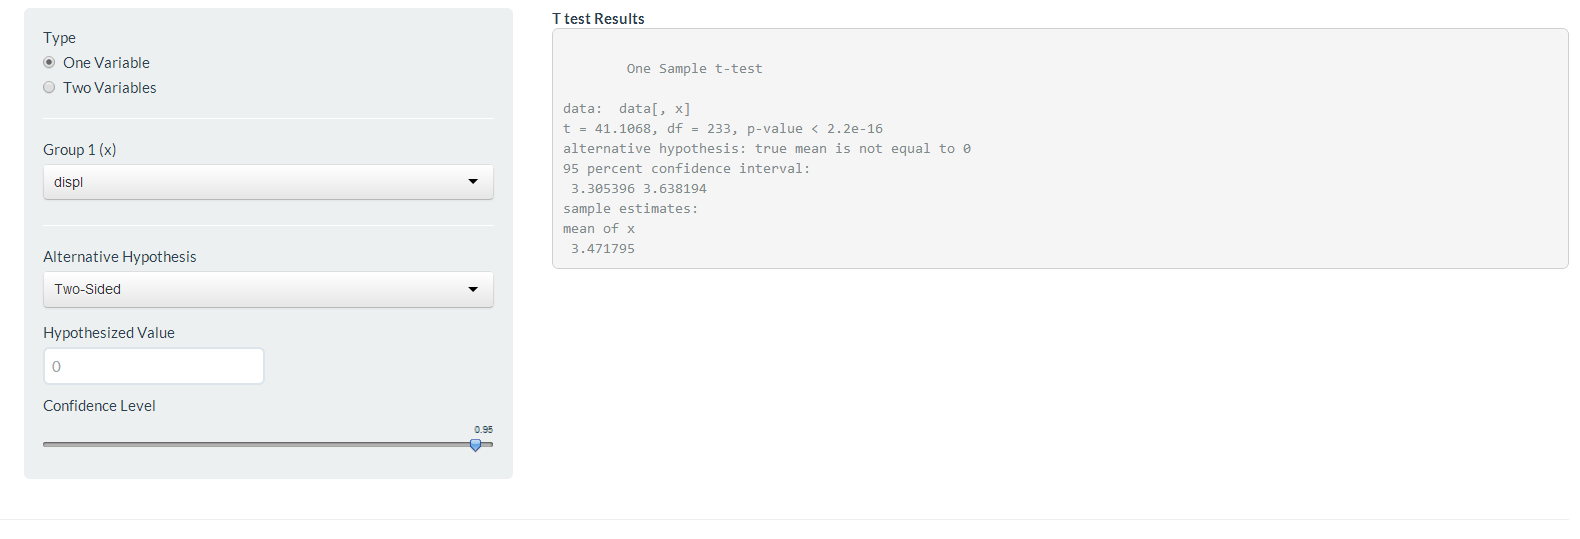 Type
One Variable
Two Variables
Group 1 (x)
displ
Alternative Hypothesis
Two-Sided
Hypothesized Value
0
Confidence Level
0.95
T test Results
One Sample t-test
data:  data[, x]
t = 41.1068, df = 233, p-value < 2.2e-16
alternative hypothesis: true mean is not equal to 0
95 percent confidence interval:
3.305396 3.638194
sample estimates:
mean of x
3.471795